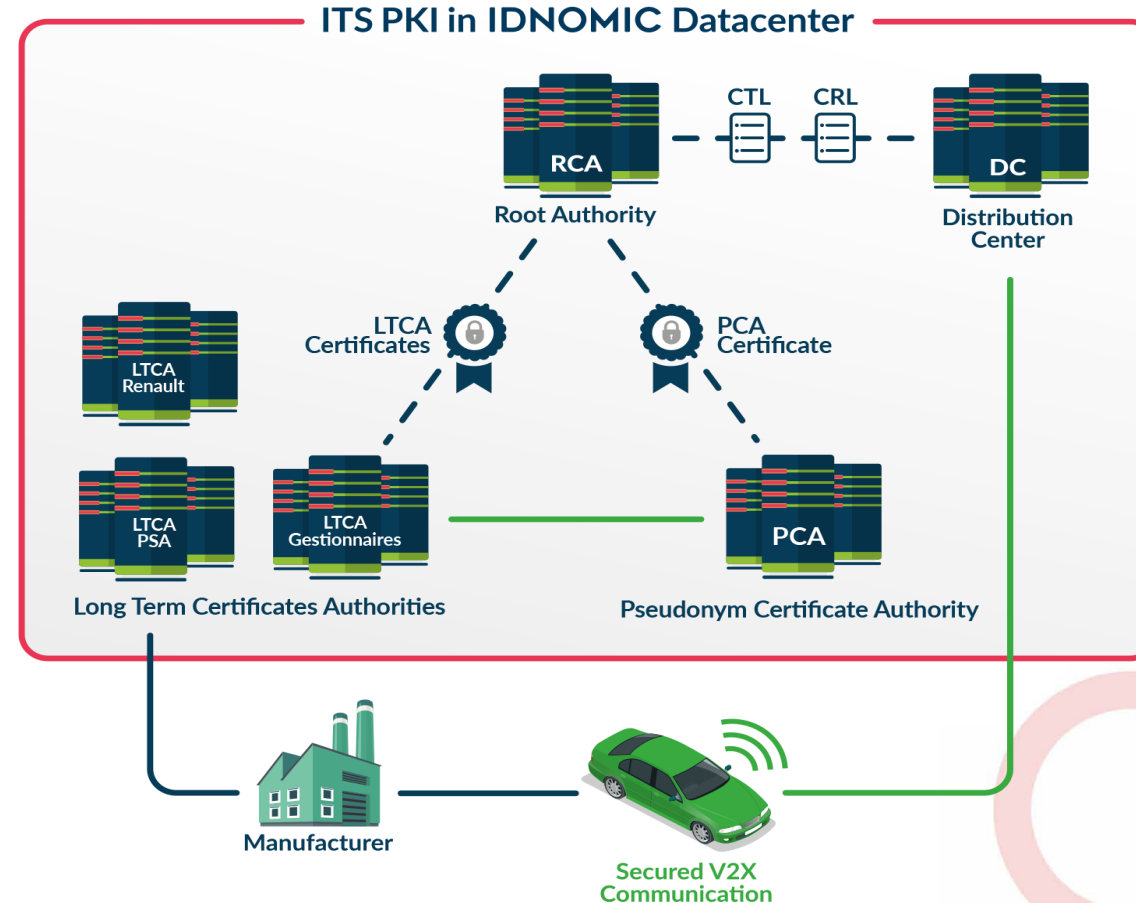 ITS PKI in IDNOMIC Datacenter
CTL
CRL
RCA
DC
Root Authority
Distribution
Center
LTCA
Certificates
PCA
Certificate
LTCA
Renault
LTCA
PSA
LTCA
Gestionnaires
PCA
Long Term Certificates Authorities
Pseudonym Certificate Authority
Manufacturer
Secured V2X
Communication